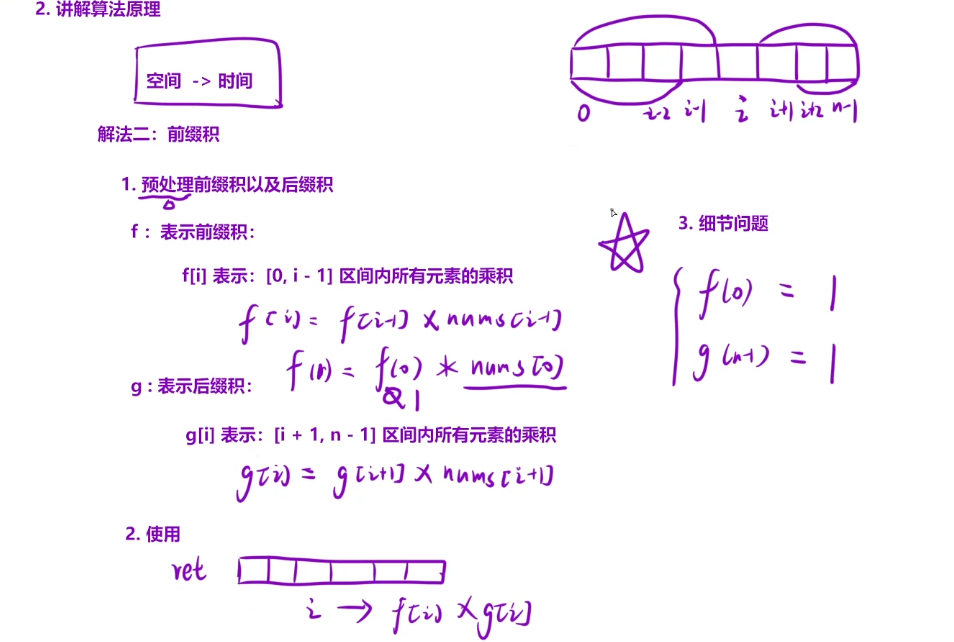 2. 讲解算法原理
空间 -> 时间
0 i-2 i-1 i i+1 i+2 n-1
解法二：前缀积
1. 预处理前缀积以及后缀积
f ：表示前缀积：
f[i] 表示：[0, i - 1] 区间内所有元素的乘积
f[i] = f[i-1] × nums[i-1]
f(1) = f(0) * nums[0]
1
g : 表示后缀积：
g[i] 表示：[i + 1, n - 1] 区间内所有元素的乘积
g[i] = g[i+1] × nums[i+1]
3. 细节问题
f(0) = 1
g(n-1) = 1
2. 使用
ret
i → f[i] × g[i]